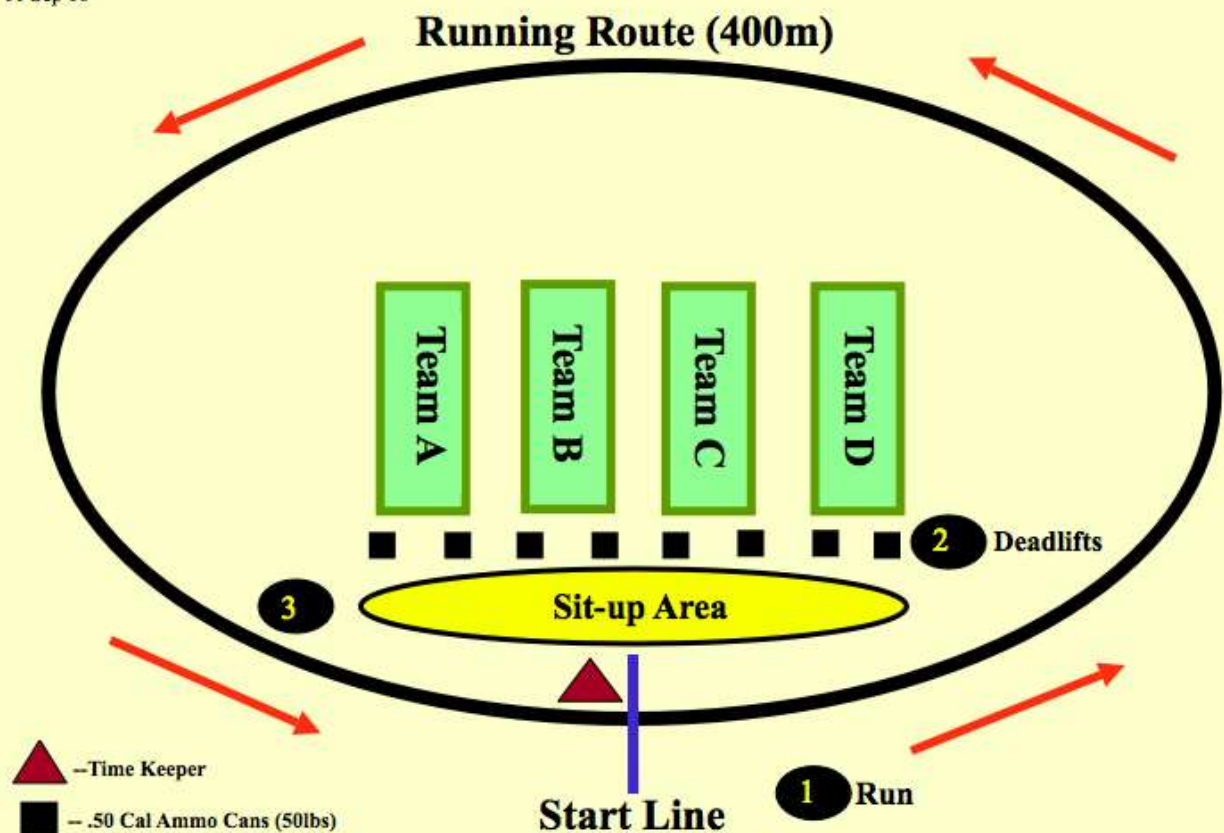 Running Route (400m)
Team A
Team B
Team C
Team D
2 Deadlifts
3
Sit-up Area
--Time Keeper
1 Run
-- .50 Cal Ammo Cans (50lbs)
Start Line